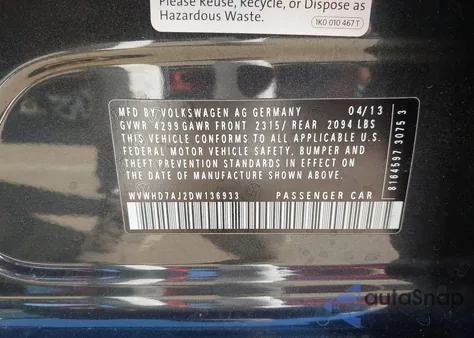 Please Reuse, Recycle, or Dispose as
Hazardous Waste.
1K0 010 467 T
MFD BY VOLKSWAGEN AG GERMANY 04/13
GVWR 4299 GAWR FRONT 2315/ REAR 2094 LBS
THIS VEHICLE CONFORMS TO ALL APPLICABLE U.S.
FEDERAL MOTOR VEHICLE SAFETY, BUMPER AND
THEFT PREVENTION STANDARDS IN EFFECT ON
THE DATE OF MANUFACTURE SHOWN ABOVE.
WVWHD7AJ2DW136933 PASSENGER CAR
8164597 3075 3
autoSnap